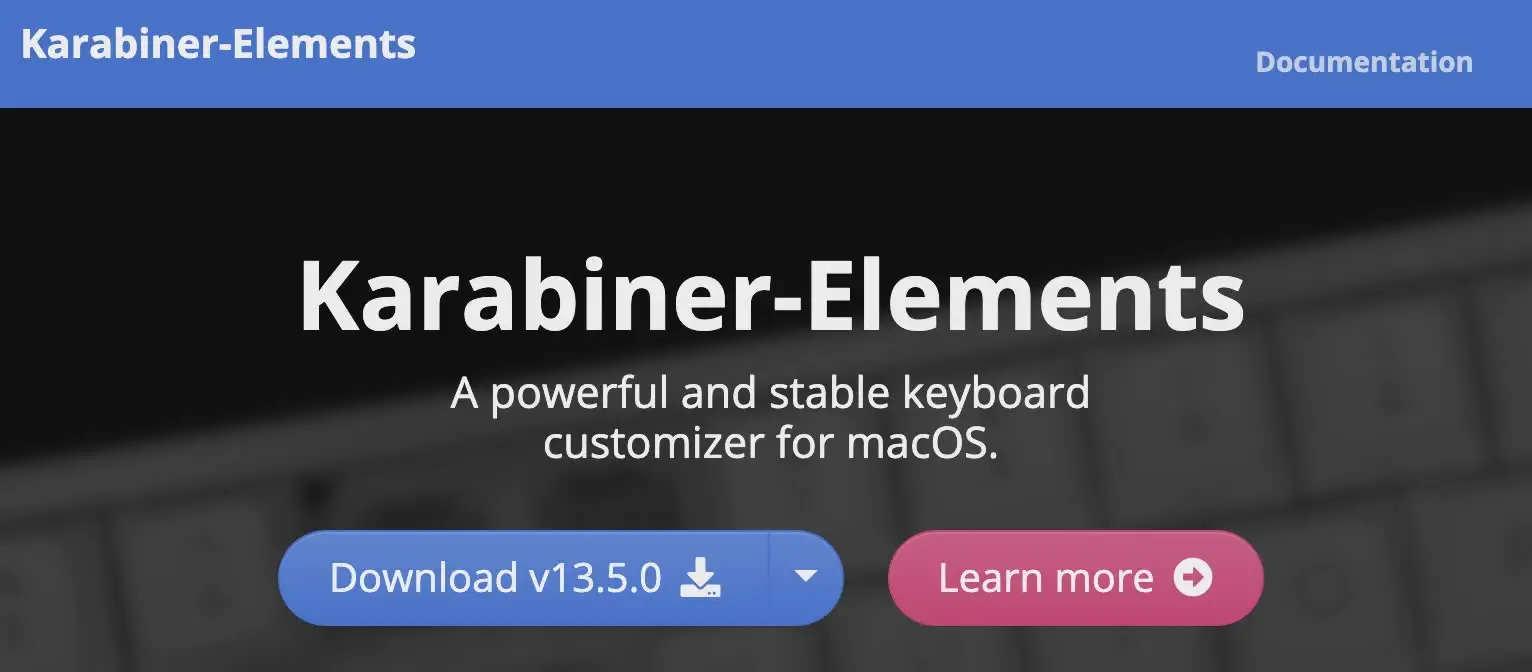 Karabiner-Elements
Documentation
Karabiner-Elements
A powerful and stable keyboard
customizer for macOS.
Download v13.5.0
Learn more